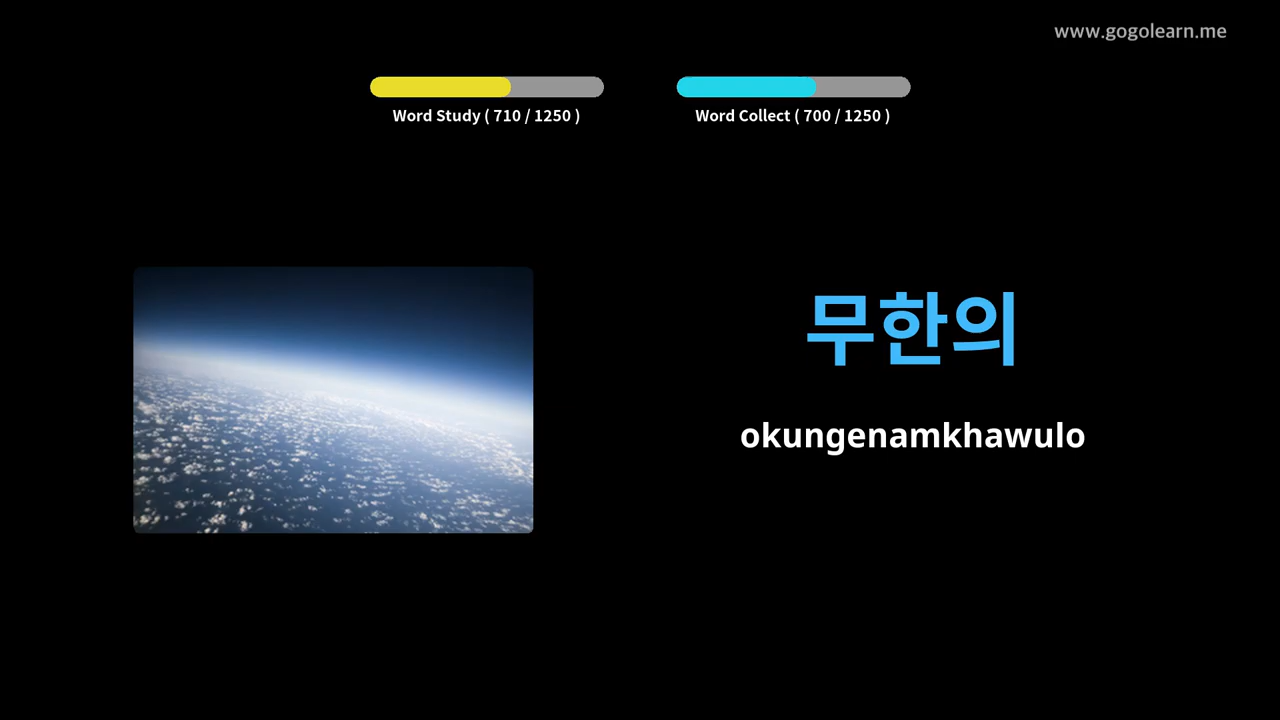 www.gogolearn.me
Word Study ( 710 / 1250 )
Word Collect ( 700 / 1250 )
무한의
okungenamkhawulo